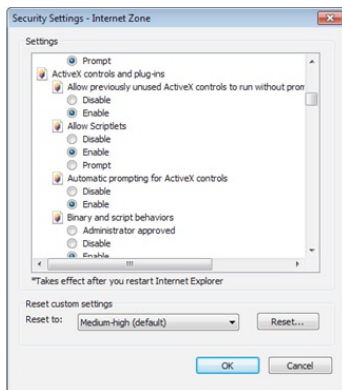 Security Settings - Internet Zone
Settings
Prompt
ActiveX controls and plug-ins
Allow previously unused ActiveX controls to run without pron
Disable
Enable
Allow Scriptlets
Disable
Enable
Prompt
Automatic prompting for ActiveX controls
Disable
Enable
Binary and script behaviors
Administrator approved
Disable
Enable
*Takes effect after you restart Internet Explorer
Reset custom settings
Reset to: Medium-high (default) Reset...
OK Cancel